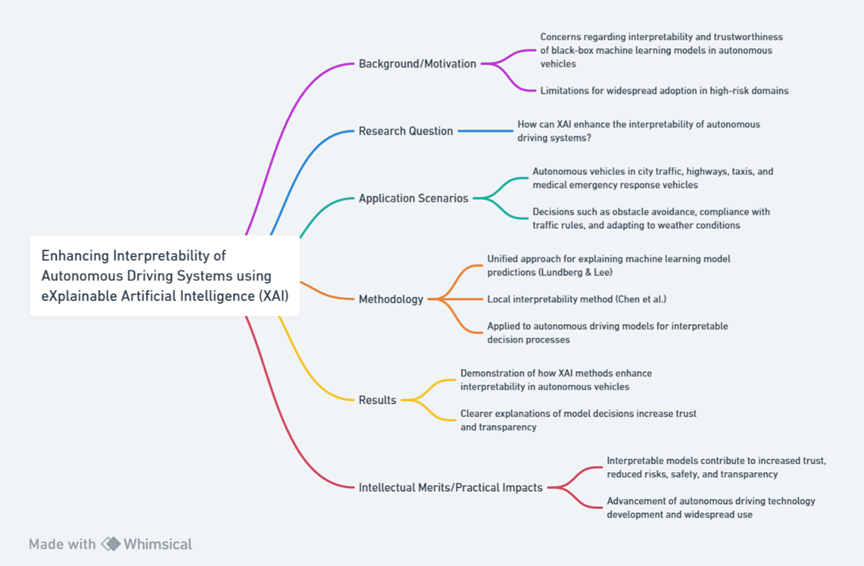 Concerns regarding interpretability and trustworthiness
of black-box machine learning models in autonomous
vehicles
Background/Motivation
Limitations for widespread adoption in high-risk domains
How can XAI enhance the interpretability of autonomous
driving systems?
Research Question
Autonomous vehicles in city traffic, highways, taxis, and
medical emergency response vehicles
Application Scenarios
Decisions such as obstacle avoidance, compliance with
traffic rules, and adapting to weather conditions
Enhancing Interpretability of
Autonomous Driving Systems using
eXplainable Artificial Intelligence (XAI)
Unified approach for explaining machine learning model
predictions (Lundberg & Lee)
Methodology
Local interpretability method (Chen et al.)
Applied to autonomous driving models for interpretable
decision processes
Demonstration of how XAI methods enhance
interpretability in autonomous vehicles
Results
Clearer explanations of model decisions increase trust
and transparency
Interpretable models contribute to increased trust,
reduced risks, safety, and transparency
Intellectual Merits/Practical Impacts
Advancement of autonomous driving technology
development and widespread use
Made with Whimsical